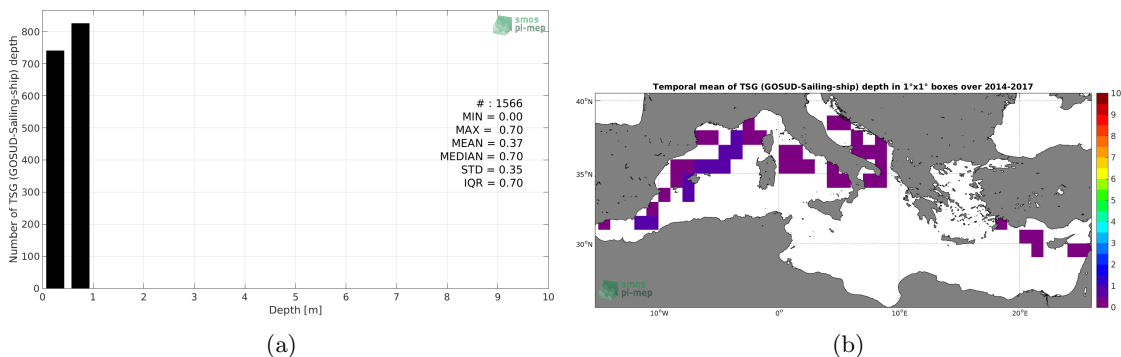 Number of TSG (GOSUD-Sailing-ship) depth
800
700
600
500
400
300
200
100
0
0 1 2 3 4 5 6 7 8 9 10
Depth [m]
smos
pi-mep
# : 1566
MIN = 0.00
MAX = 0.70
MEAN = 0.37
MEDIAN = 0.70
STD = 0.35
IQR = 0.70
(a)
Temporal mean of TSG (GOSUD-Sailing-ship) depth in 1°x1° boxes over 2014-2017
40°N
35°N
30°N
10°W 0° 10°E 20°E
smos
pi-mep
10
9
8
7
6
5
4
3
2
1
0
(b)